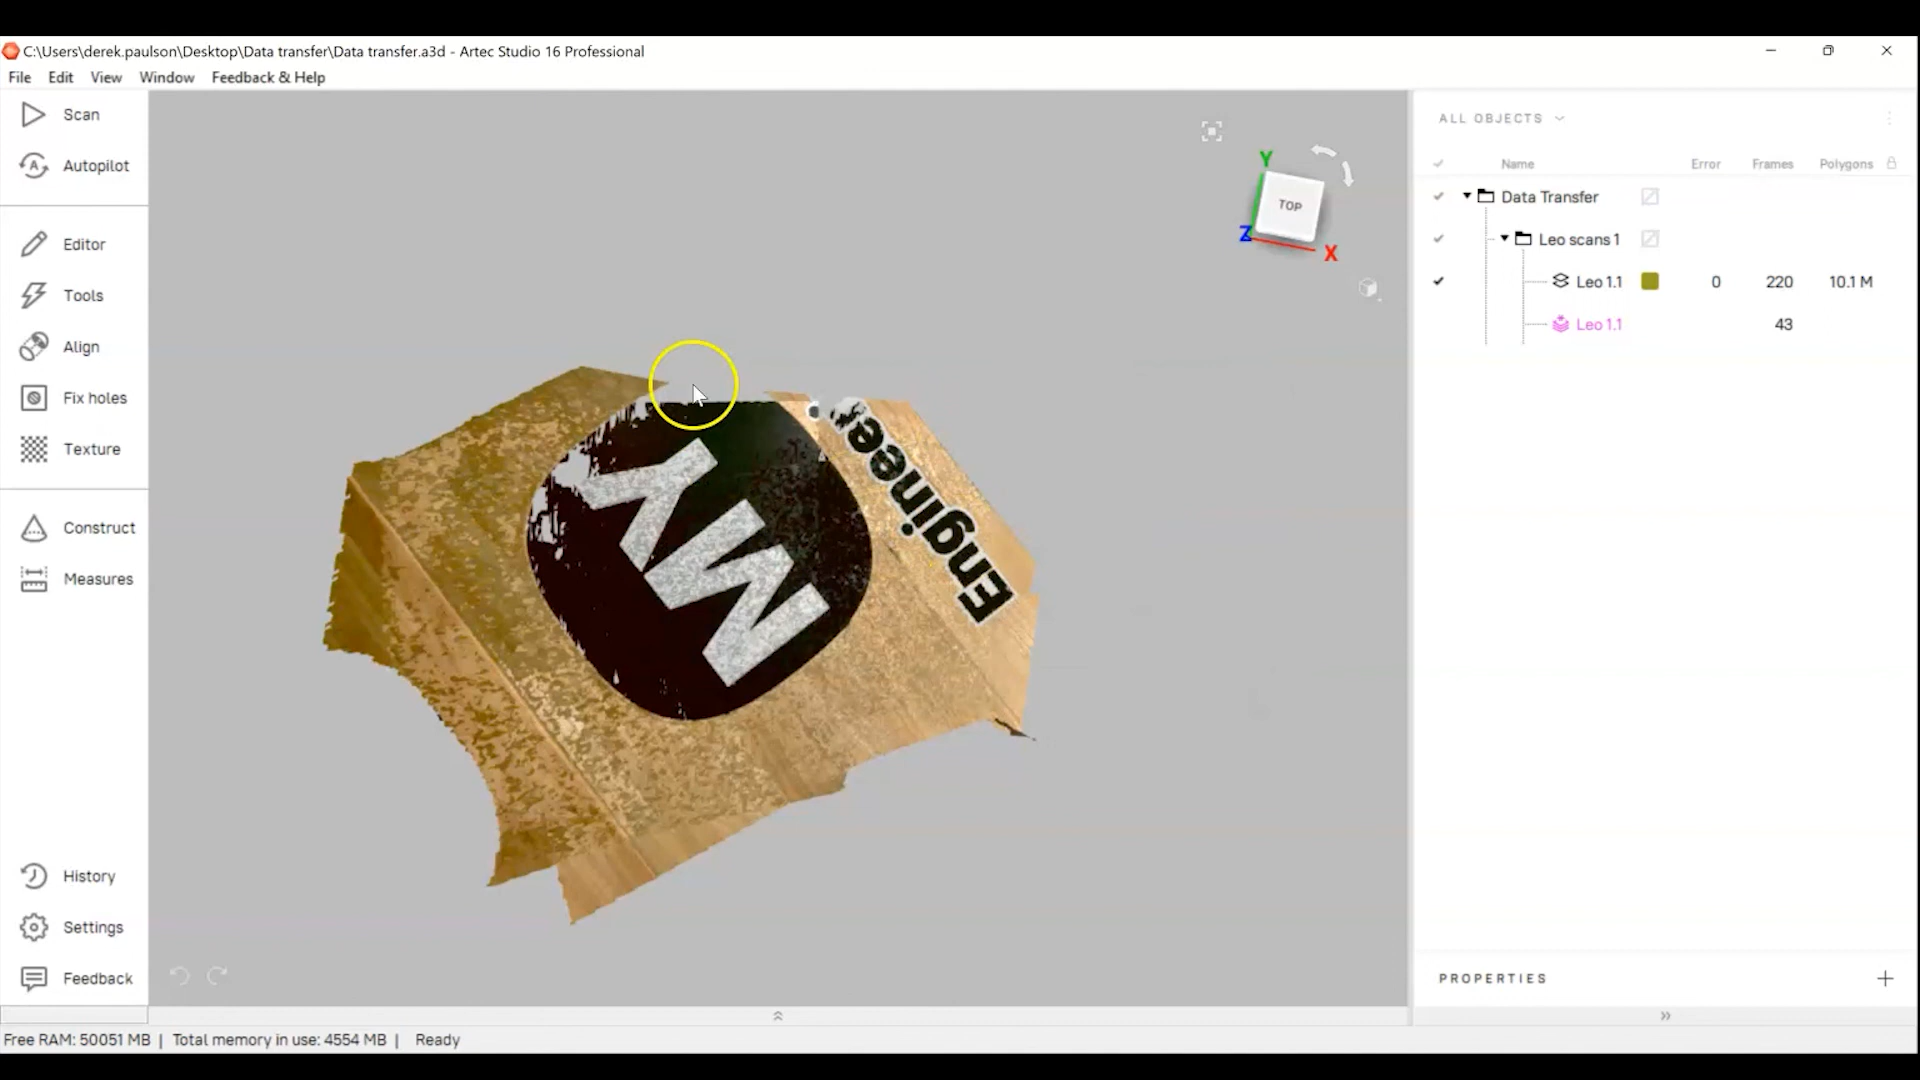 C:\Users\derek.paulson\Desktop\Data transfer\Data transfer.a3d - Artec Studio 16 Professional
File Edit View Window Feedback & Help
Scan
Autopilot
Editor
Tools
Align
Fix holes
Texture
Construct
Measures
History
Settings
Feedback
Y
TOP
Z
X
MY
Enginee
ALL OBJECTS
Name Error Frames Polygons
Data Transfer
Leo scans 1
Leo 1.1 0 220 10.1 M
Leo 1.1 43
PROPERTIES
Free RAM: 50051 MB | Total memory in use: 4554 MB | Ready